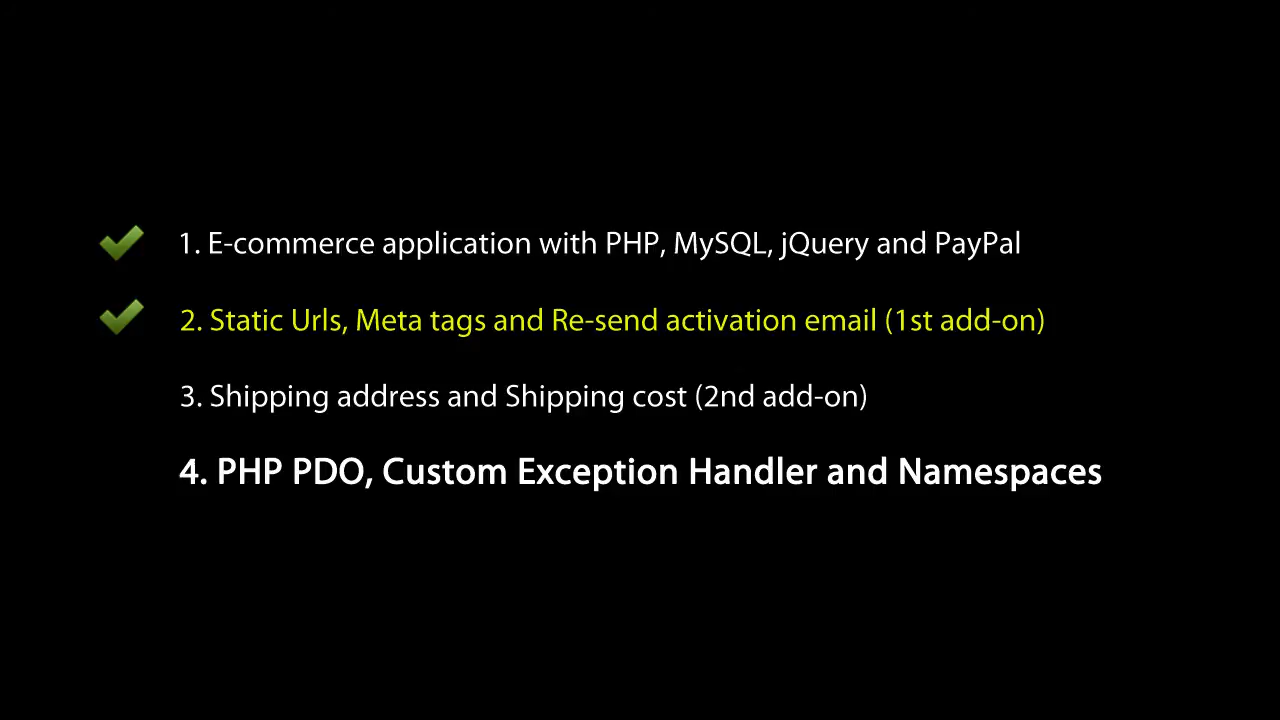 1. E-commerce application with PHP, MySQL, jQuery and PayPal
2. Static Urls, Meta tags and Re-send activation email (1st add-on)
3. Shipping address and Shipping cost (2nd add-on)
4. PHP PDO, Custom Exception Handler and Namespaces